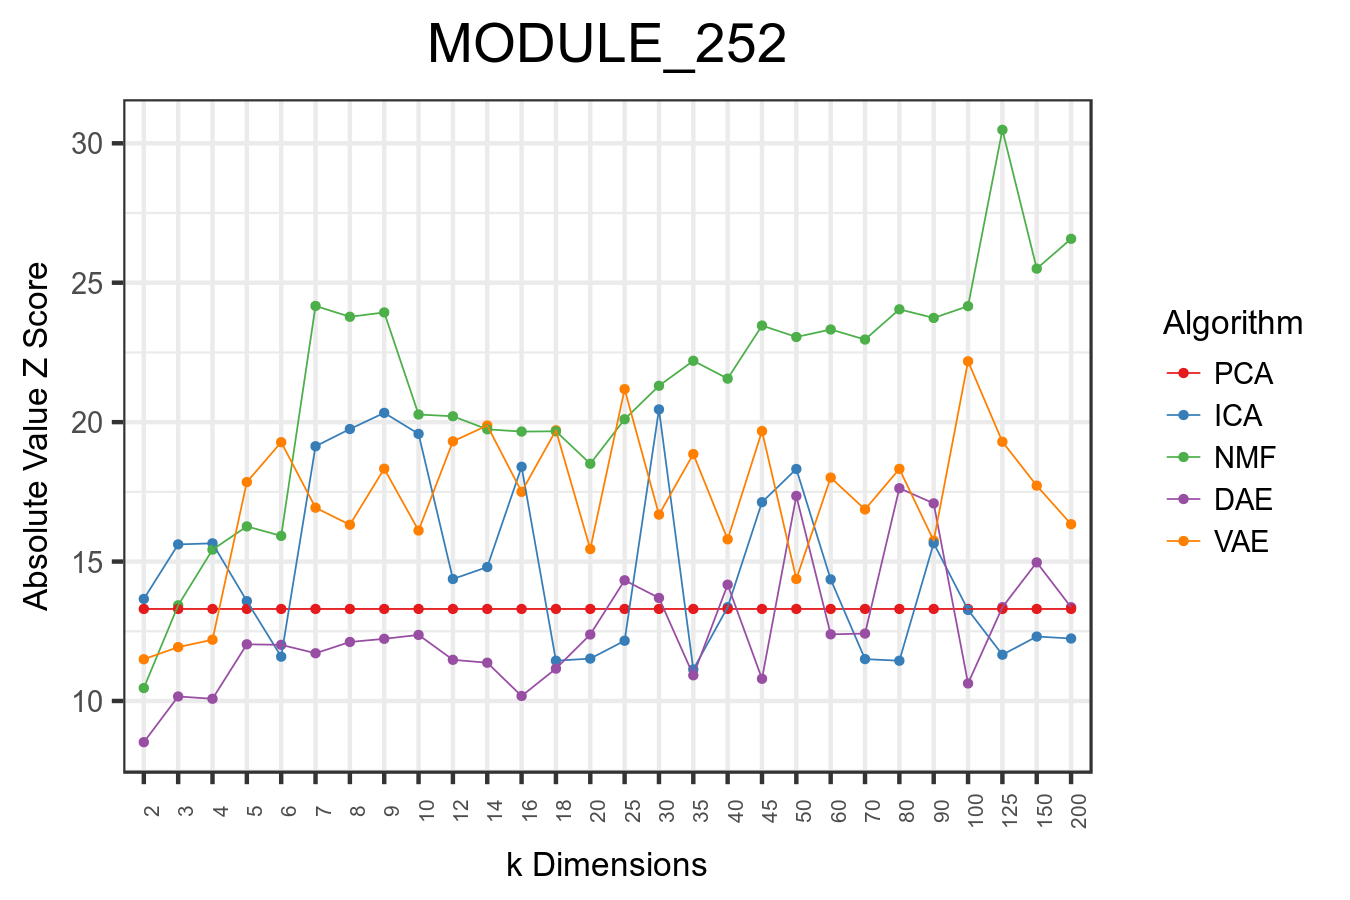 MODULE_252
Absolute Value Z Score
30
25
20
15
10
2 3 4 5 6 7 8 9 10 12 14 16 18 20 25 30 35 40 45 50 60 70 80 90 100 125 150 200
k Dimensions
Algorithm
PCA
ICA
NMF
DAE
VAE